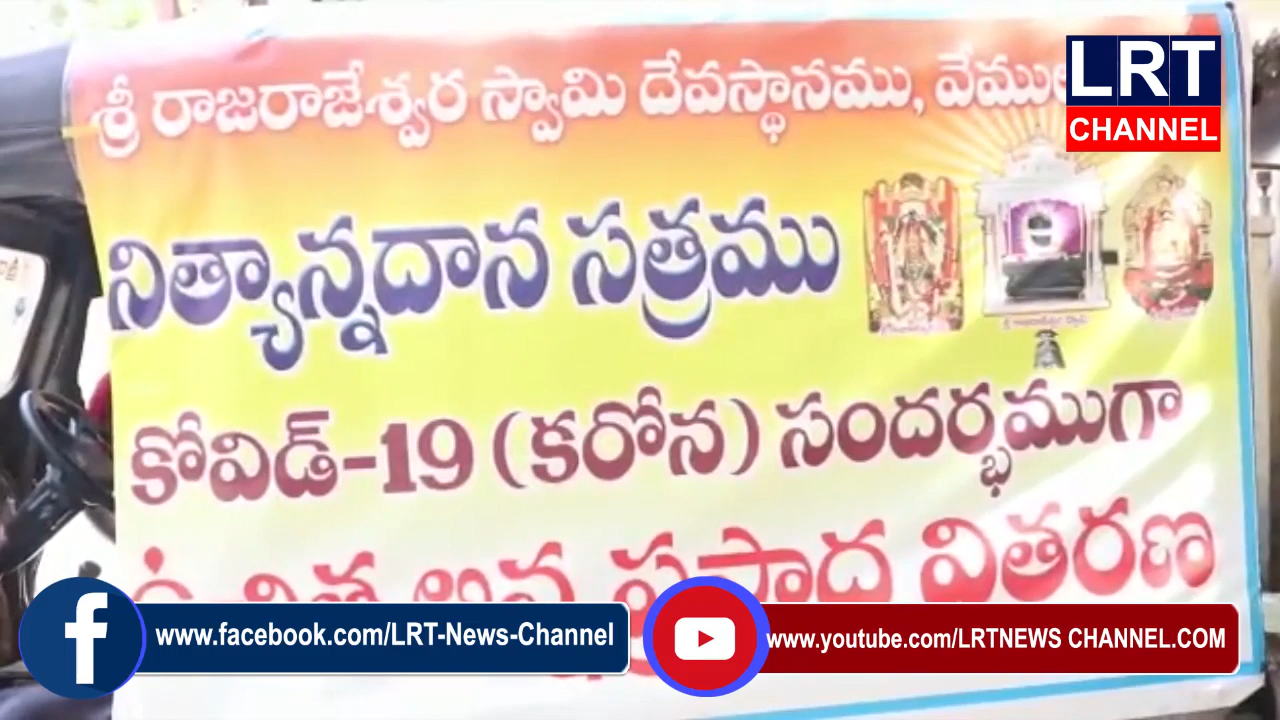 శ్రీ రాజరాజేశ్వర స్వామి దేవస్థానము,
LRT
CHANNEL
నిత్యాన్నదాన సత్రము
కోవిడ్-19 (కరోన) సందర్భముగా
ప్రసాద వితరణ
www.facebook.com/LRT-News-Channel
www.youtube.com/LRTNEWS CHANNEL.COM